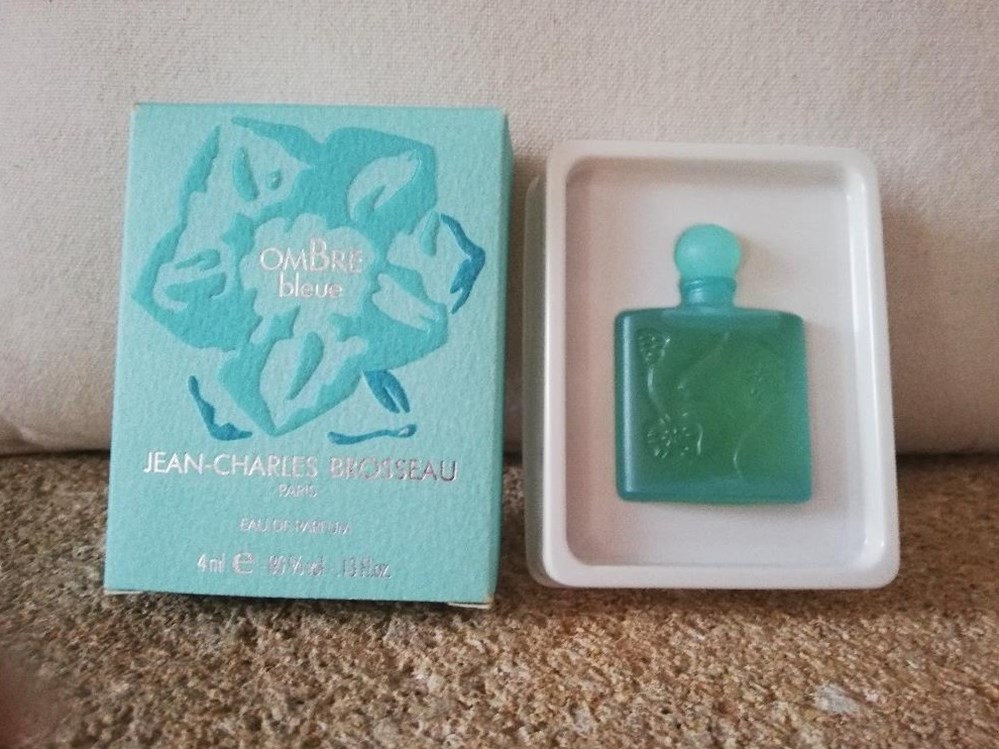 OMBRE
bleue
JEAN-CHARLES BROSSEAU
PARIS
EAU DE PARFUM
4 ml e 80 % vol .13 fl.oz.